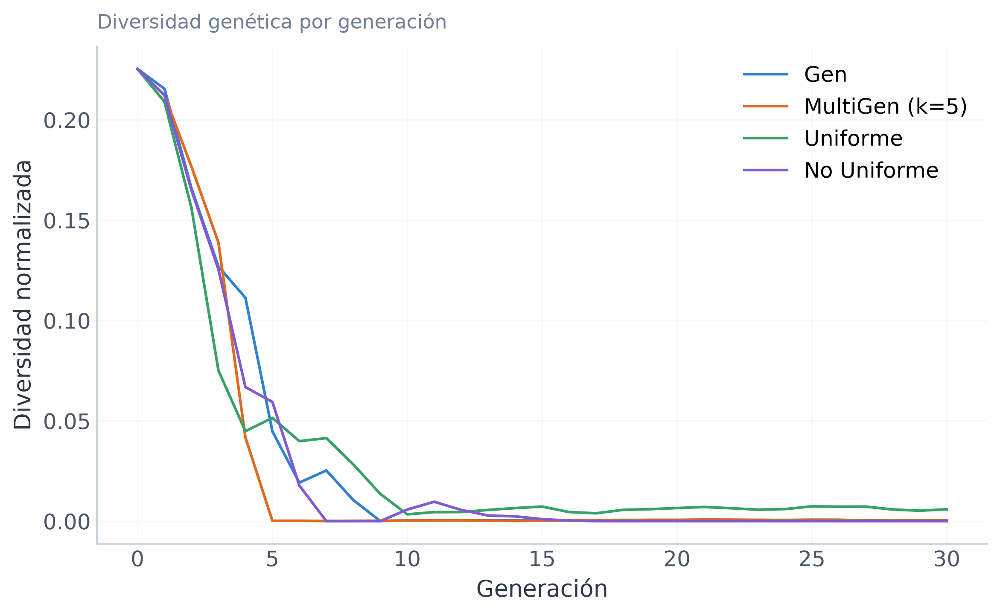 Diversidad genética por generación
Gen
MultiGen (k=5)
Uniforme
No Uniforme
Diversidad normalizada
0.20
0.15
0.10
0.05
0.00
0 5 10 15 20 25 30
Generación